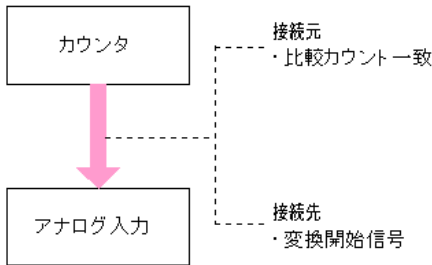 カウンタ
接続元
・比較カウント一致
アナログ入力
接続先
・変換開始信号